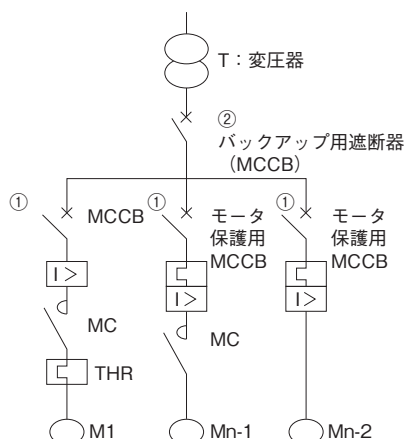 T：変圧器
②
バックアップ用遮断器
（MCCB）
① MCCB
① モータ
保護用
MCCB
① モータ
保護用
MCCB
I＞
I＞
I＞
MC
MC
THR
M1
Mn-1
Mn-2